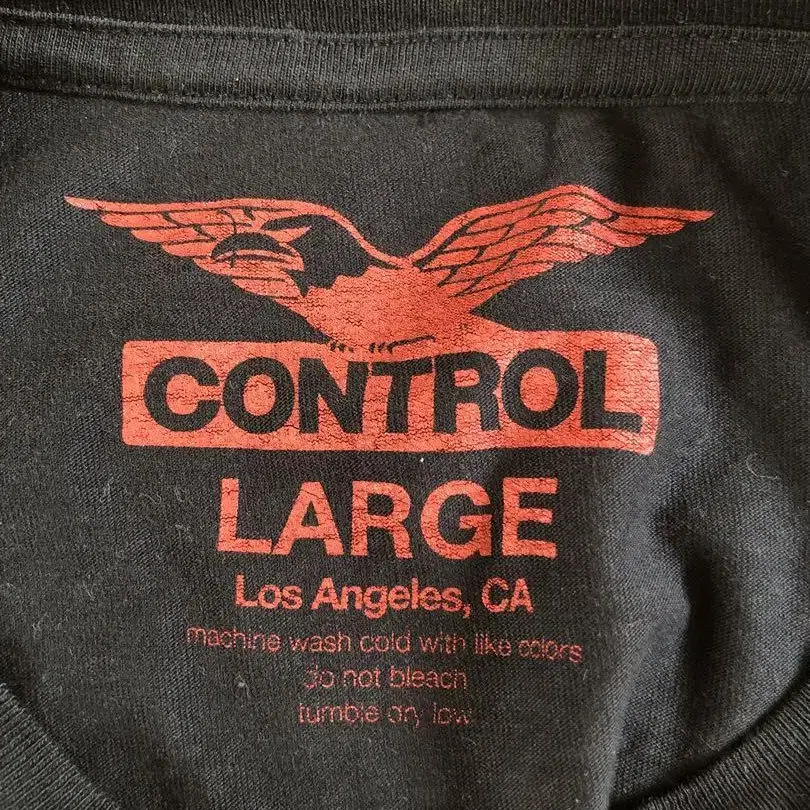 CONTROL
LARGE
Los Angeles, CA
machine wash cold with like colors
do not bleach
tumble dry low